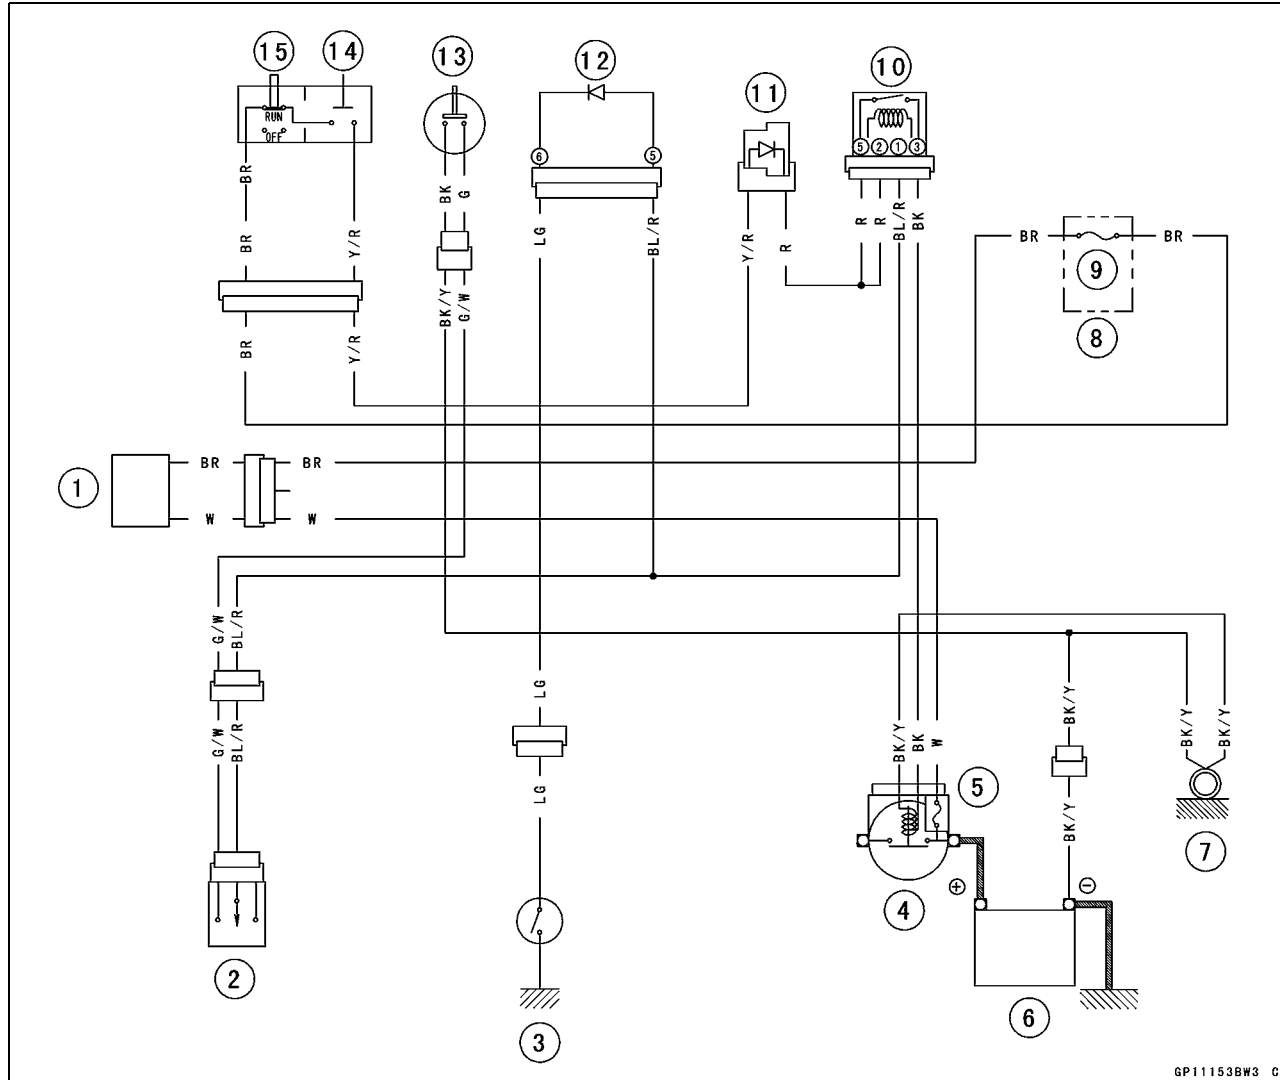 15 14 13 12 11 10
RUN
OFF
6 5
5 2 1 3
BR
BK G
LG BL/R Y/R R R R BL/R BK
BR Y/R
BR BR
9
8
BK/Y G/W
BR Y/R
1
BR BR
W W
G/W BL/R
LG
G/W BL/R
BK/Y BK W BK/Y BK/Y BK/Y
LG
5
BK/Y
7
4 + −
2
3
6
GP11153BW3 C